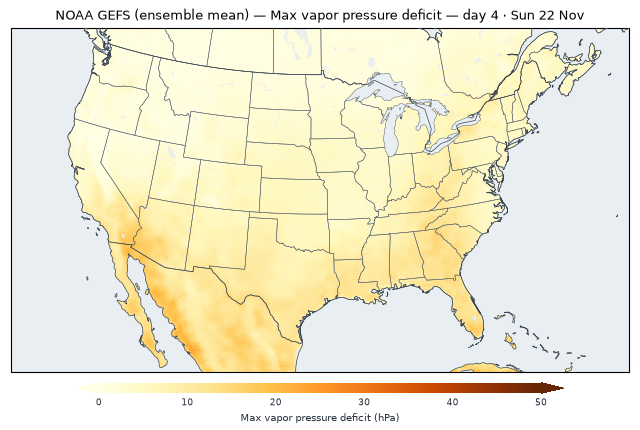 NOAA GEFS (ensemble mean) — Max vapor pressure deficit — day 4 · Sun 22 Nov
0 10 20 30 40 50
Max vapor pressure deficit (hPa)